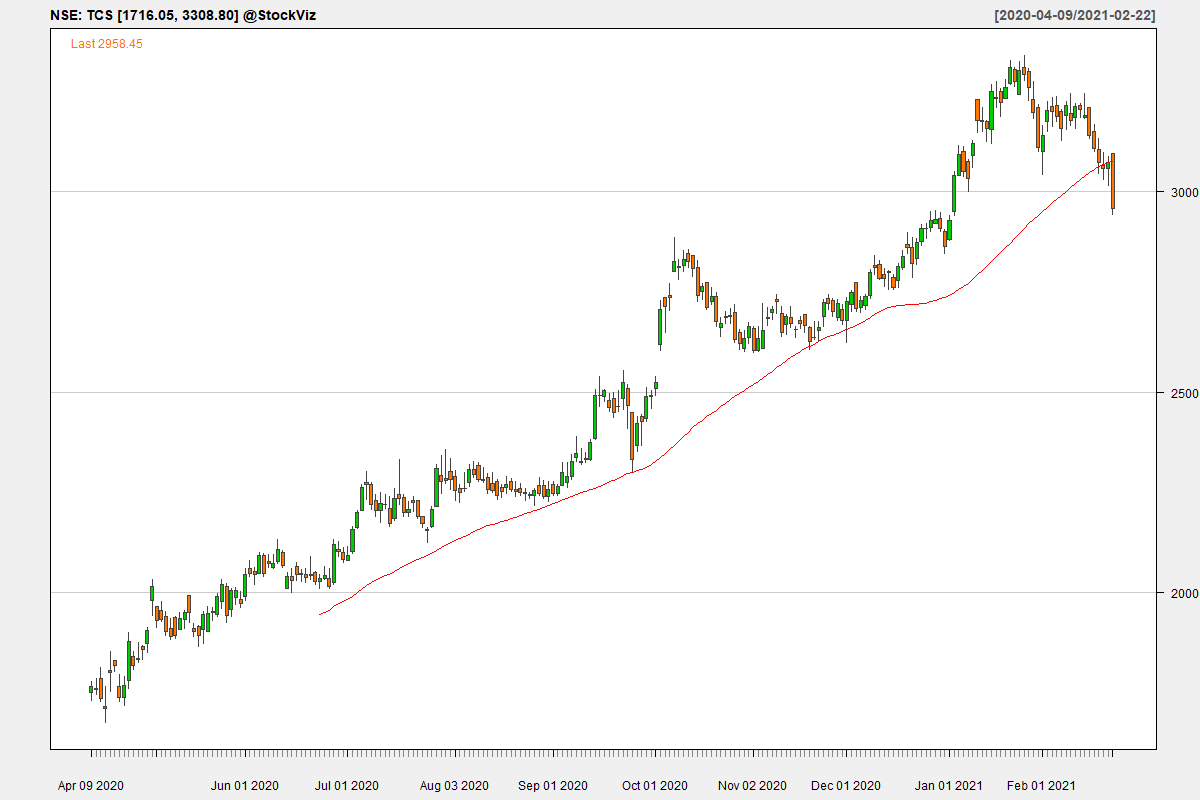 NSE: TCS [1716.05, 3308.80] @StockViz
[2020-04-09/2021-02-22]
Last 2958.45
3000
2500
2000
Apr 09 2020
Jun 01 2020
Jul 01 2020
Aug 03 2020
Sep 01 2020
Oct 01 2020
Nov 02 2020
Dec 01 2020
Jan 01 2021
Feb 01 2021